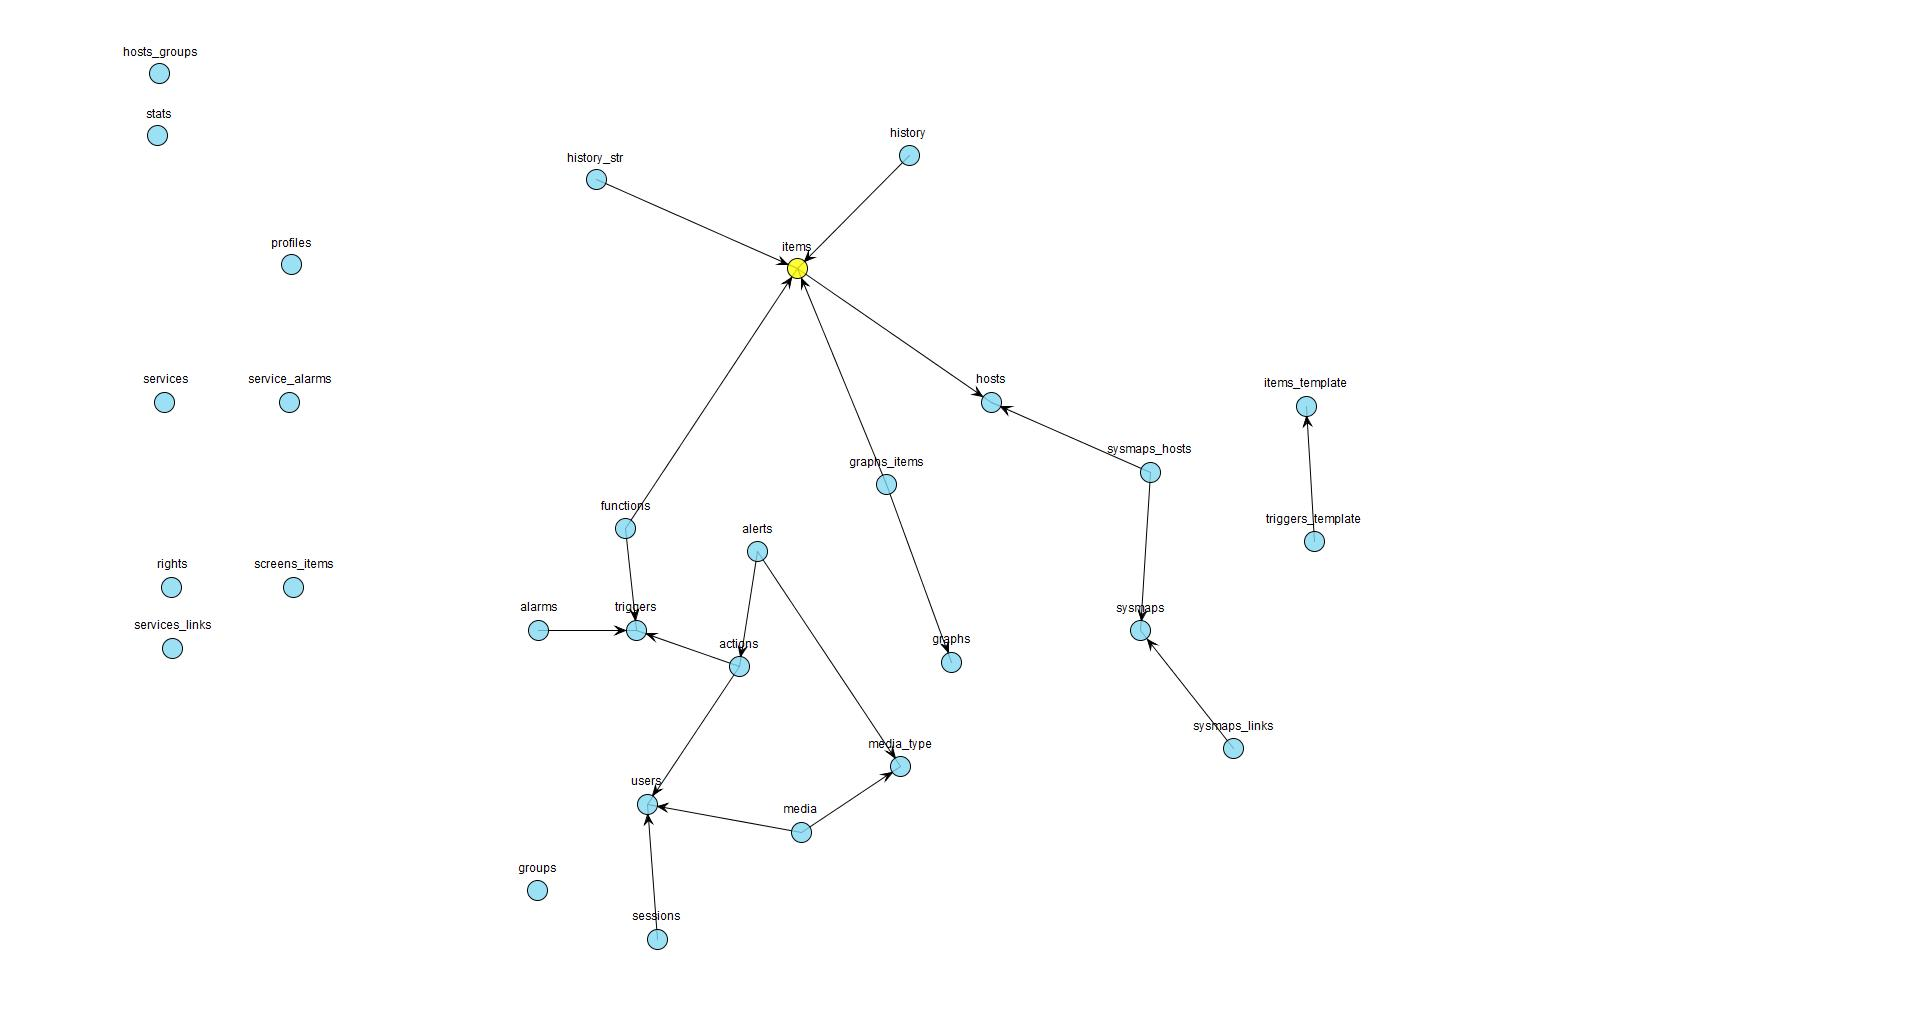 hosts_groups
stats
history
history_str
profiles
items
services
service_alarms
hosts
items_template
sysmaps_hosts
graphs_items
functions
triggers_template
alerts
rights
screens_items
alarms
triggers
sysmaps
services_links
graphs
actions
sysmaps_links
media_type
users
media
groups
sessions